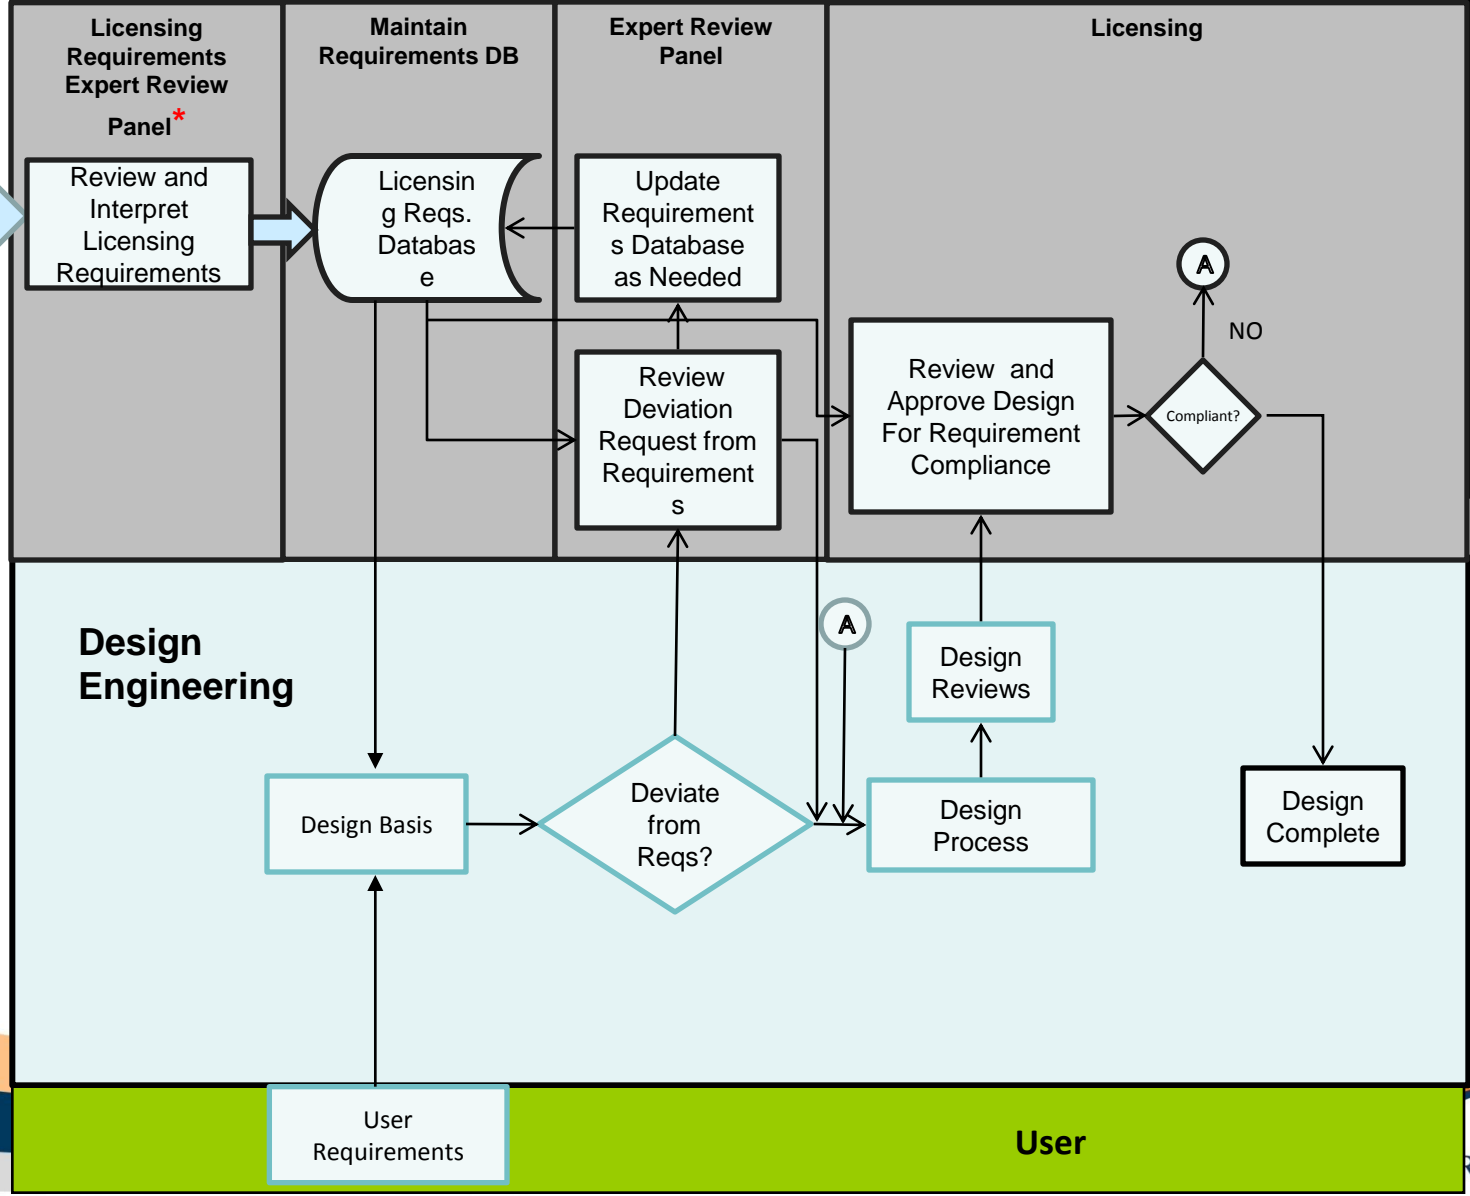 Licensing
Requirements
Expert Review
Panel*
Maintain
Requirements DB
Expert Review
Panel
Licensing
Review and
Interpret
Licensing
Requirements
Licensin
g Reqs.
Databas
e
Update
Requirement
s Database
as Needed
A
NO
Review
Deviation
Request from
Requirement
s
Review and
Approve Design
For Requirement
Compliance
Compliant?
Design
Engineering
A
Design
Reviews
Design Basis
Deviate
from
Reqs?
Design
Process
Design
Complete
User
Requirements
User